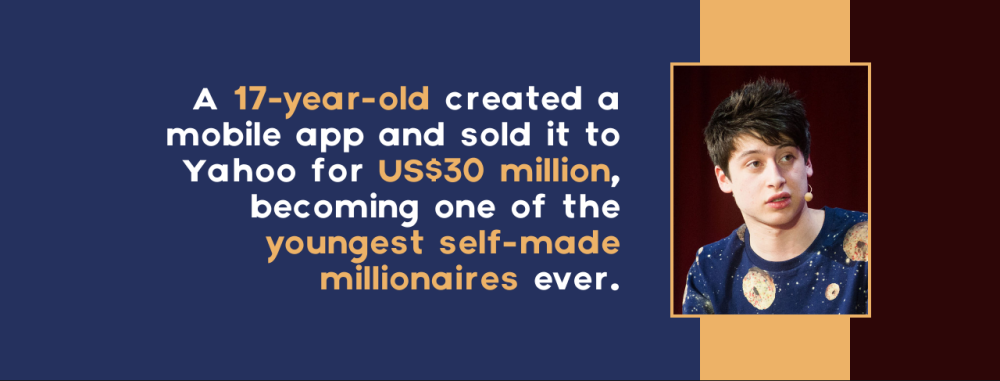 A 17-year-old created a
mobile app and sold it to
Yahoo for US$30 million,
becoming one of the
youngest self-made
millionaires ever.